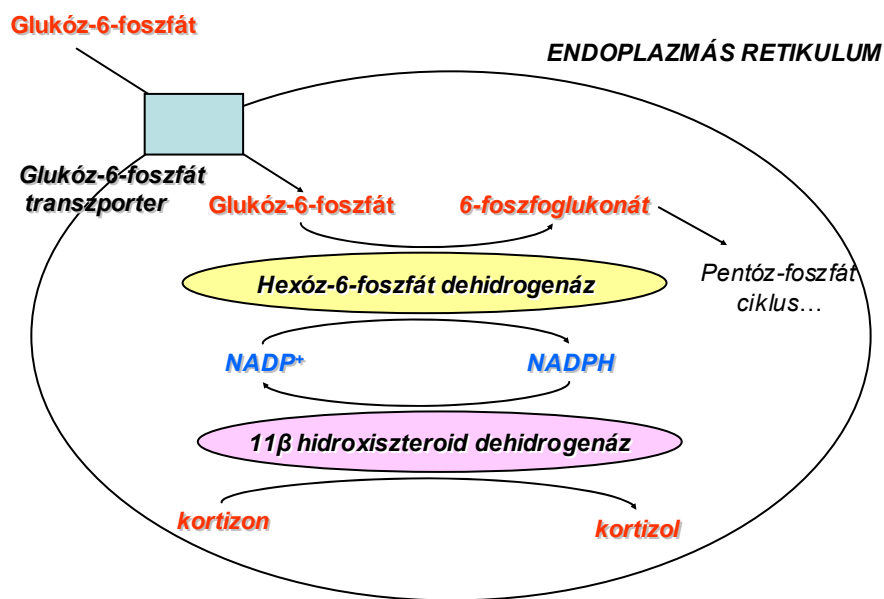 Glukóz-6-foszfát
ENDOPLAZMÁS RETIKULUM
Glukóz-6-foszfát
transzporter
Glukóz-6-foszfát
6-foszfoglukonát
Pentóz-foszfát
ciklus…
Hexóz-6-foszfát dehidrogenáz
NADP⁺
NADPH
11β hidroxiszteroid dehidrogenáz
kortizon
kortizol